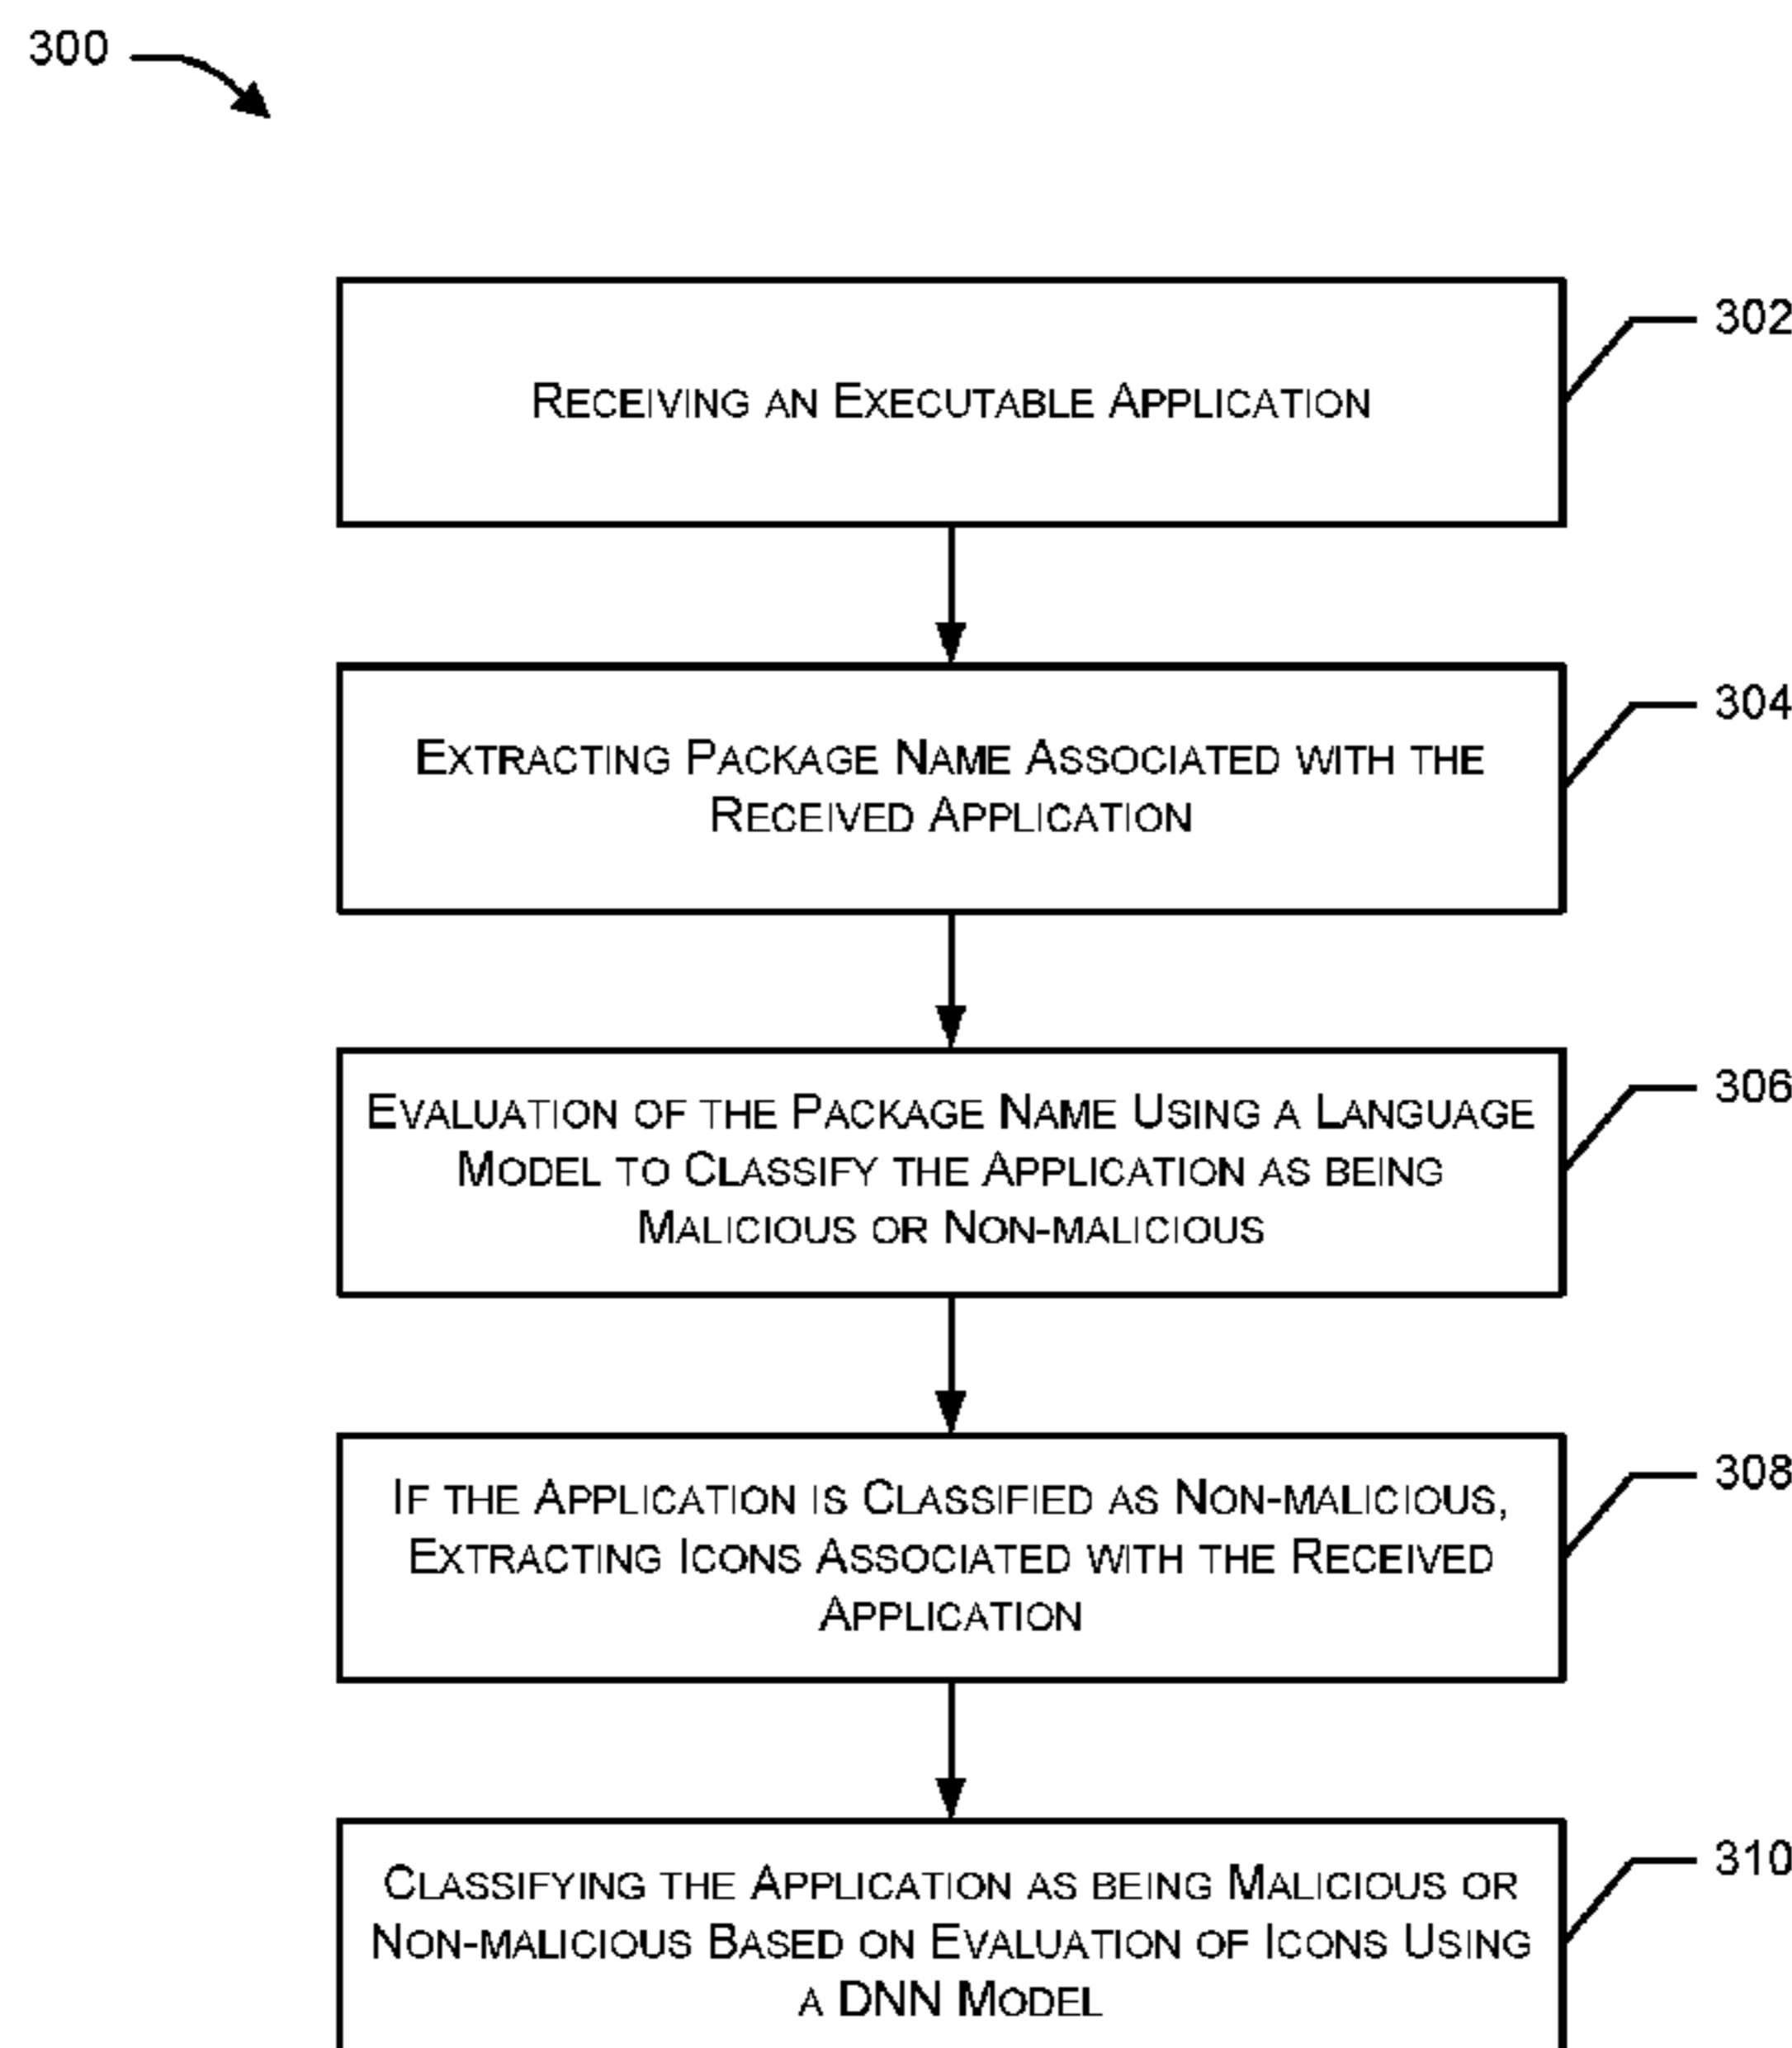 300
RECEIVING AN EXECUTABLE APPLICATION
302
EXTRACTING PACKAGE NAME ASSOCIATED WITH THE
RECEIVED APPLICATION
304
EVALUATION OF THE PACKAGE NAME USING A LANGUAGE
MODEL TO CLASSIFY THE APPLICATION AS BEING
MALICIOUS OR NON-MALICIOUS
306
IF THE APPLICATION IS CLASSIFIED AS NON-MALICIOUS,
EXTRACTING ICONS ASSOCIATED WITH THE RECEIVED
APPLICATION
308
CLASSIFYING THE APPLICATION AS BEING MALICIOUS OR
NON-MALICIOUS BASED ON EVALUATION OF ICONS USING
A DNN MODEL
310